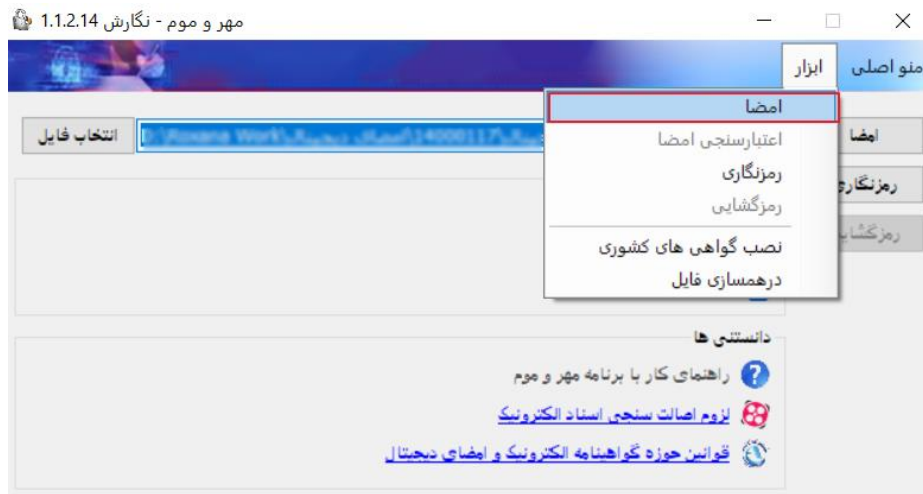 مهر و موم - نگارش 1.1.2.14
منو اصلی
ابزار
امضا
اعتبارسنجی امضا
رمزنگاری
رمزگشایی
نصب گواهی های کشوری
درهمسازی فایل
امضا
انتخاب فایل
دانستنی ها
راهنمای کار با برنامه مهر و موم
لزوم اصالت سنجی اسناد الکترونیک
قوانین حوزه گواهینامه الکترونیک و امضای دیجیتال